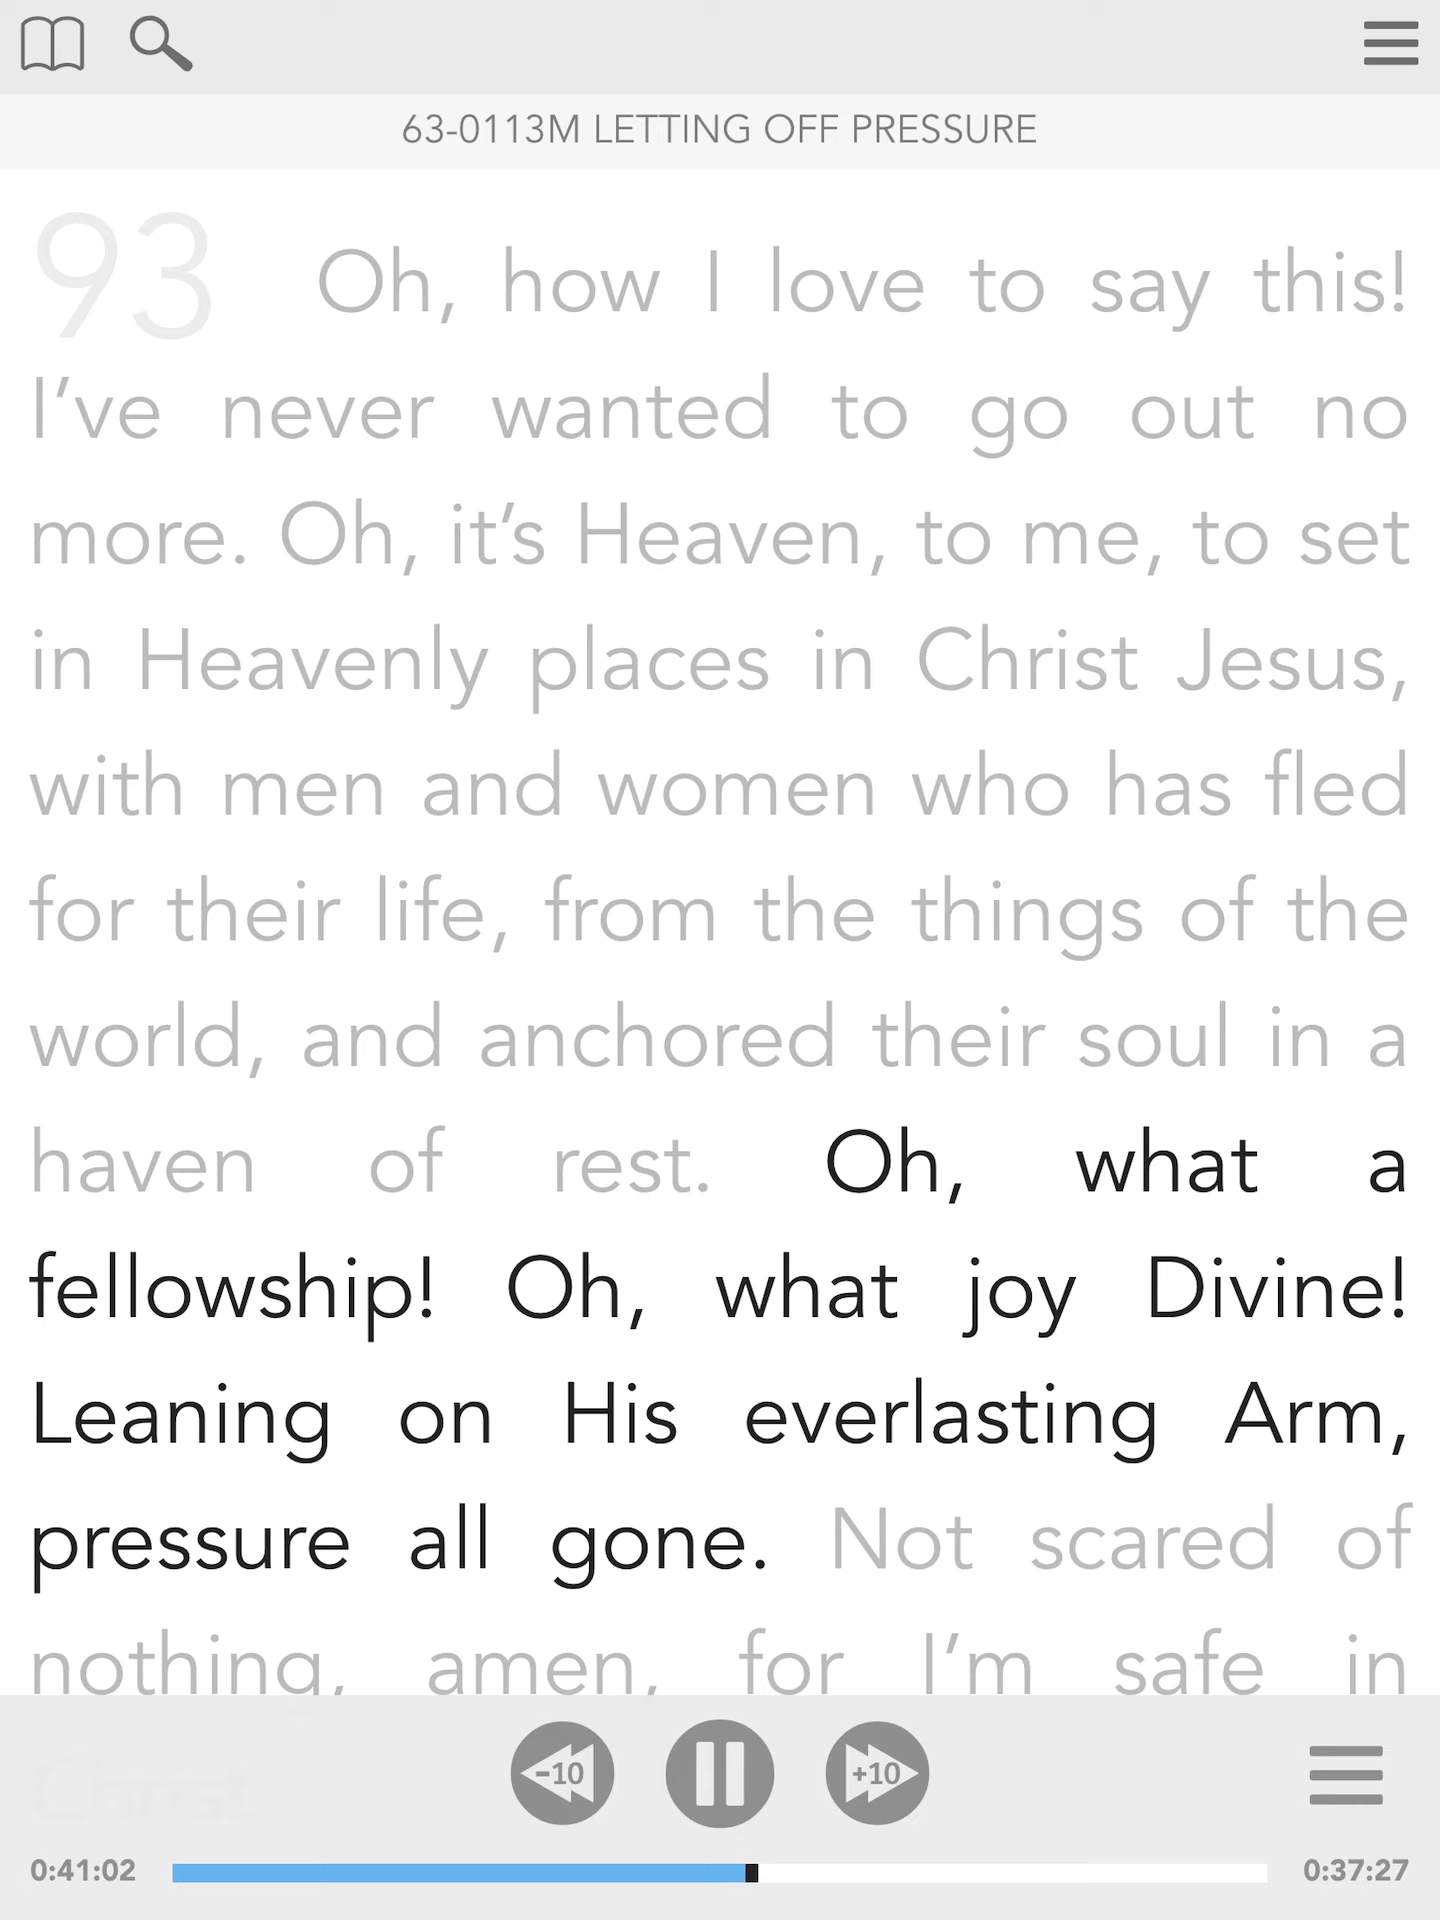 63-0113M LETTING OFF PRESSURE
93 Oh, how I love to say this!
I’ve never wanted to go out no
more. Oh, it’s Heaven, to me, to set
in Heavenly places in Christ Jesus,
with men and women who has fled
for their life, from the things of the
world, and anchored their soul in a
haven of rest. Oh, what a
fellowship! Oh, what joy Divine!
Leaning on His everlasting Arm,
pressure all gone. Not scared of
nothing, amen, for I’m safe in
Christ.
-10 +10
0:41:02 0:37:27